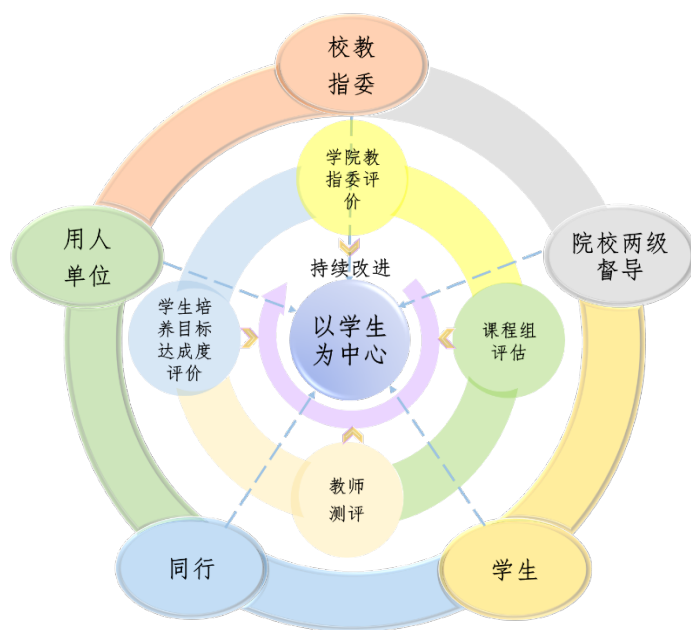 校教
指委
学院教
指委评
价
用人
单位
院校两级
督导
持续改进
学生培
养目标
达成度
评价
以学生
为中心
课程组
评估
教师
测评
同行
学生